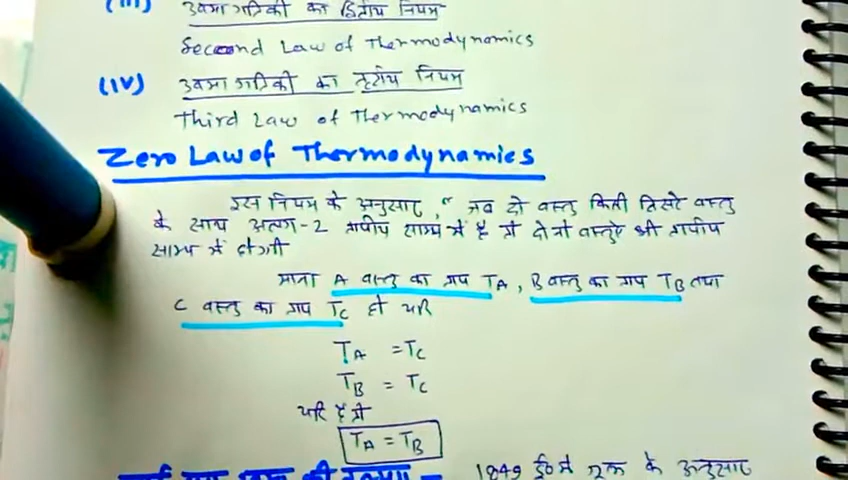 (iii) उष्मा गतिकी का द्वितीय नियम
Second Law of Thermodynamics
(iv) उष्मा गतिकी का तृतीय नियम
Third Law of Thermodynamics
Zero Law of Thermodynamics
इस नियम के अनुसार, " जब दो वस्तु किसी तिसरे वस्तु
के साथ अलग-2 तापीय साम्य में है तो दोनो वस्तुएं भी तापीय
साम्य में होगी
माना A वस्तु का ताप TA, B वस्तु का ताप TB तथा
C वस्तु का ताप TC हो यदि
TA = TC
TB = TC
यदि है तो
TA = TB
की 1849 ई० में जूल के अनुसार